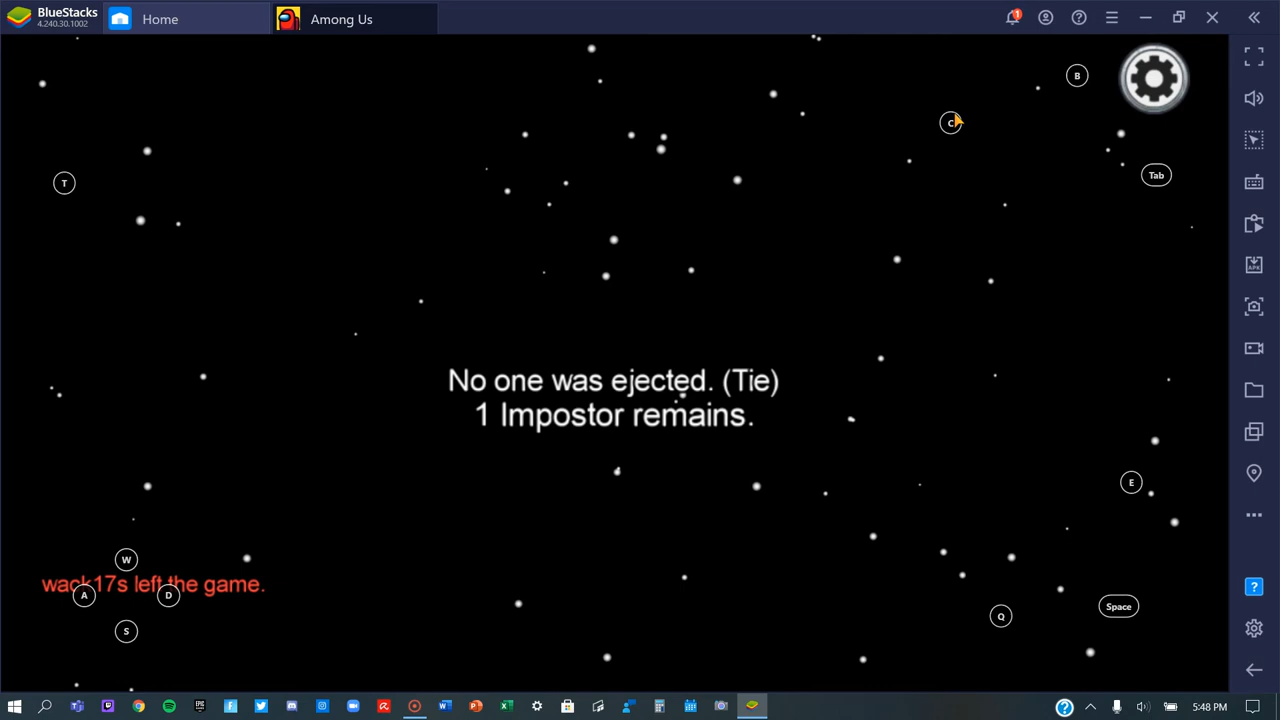 BlueStacks
4.240.30.1002
Home
Among Us
1
B
C
T
Tab
No one was ejected. (Tie)
1 Impostor remains.
E
W
wack17s left the game.
A
D
Space
Q
S
5:48 PM